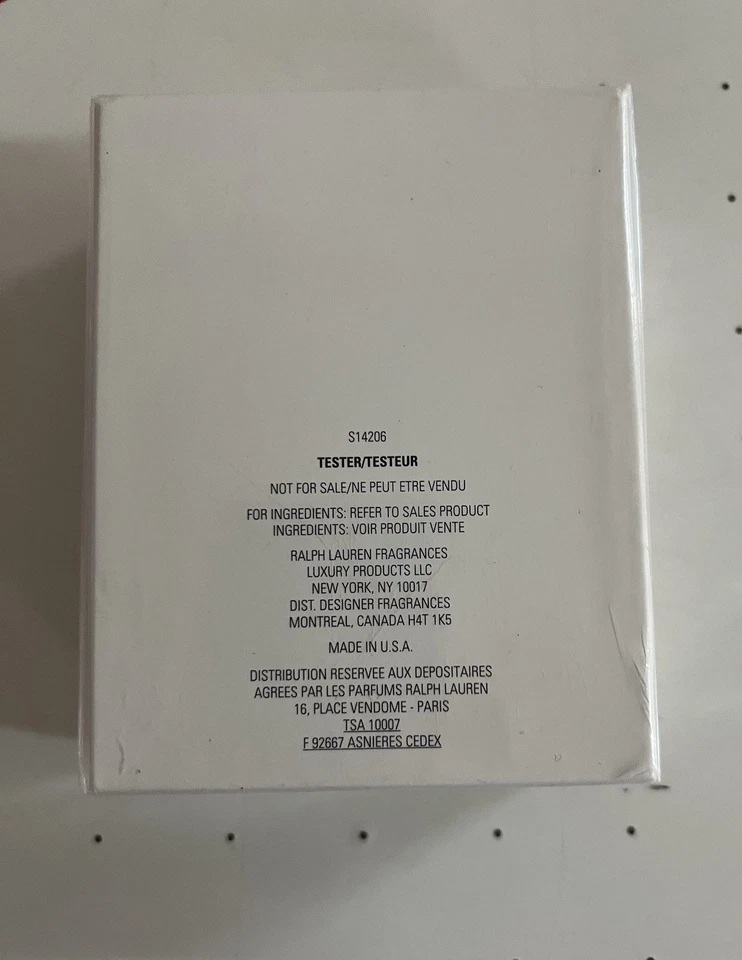 S14206
TESTER/TESTEUR
NOT FOR SALE/NE PEUT ETRE VENDU
FOR INGREDIENTS: REFER TO SALES PRODUCT
INGREDIENTS: VOIR PRODUIT VENTE
RALPH LAUREN FRAGRANCES
LUXURY PRODUCTS LLC
NEW YORK, NY 10017
DIST. DESIGNER FRAGRANCES
MONTREAL, CANADA H4T 1K5
MADE IN U.S.A.
DISTRIBUTION RESERVEE AUX DEPOSITAIRES
AGREES PAR LES PARFUMS RALPH LAUREN
16, PLACE VENDOME - PARIS
TSA 10007
F 92667 ASNIERES CEDEX